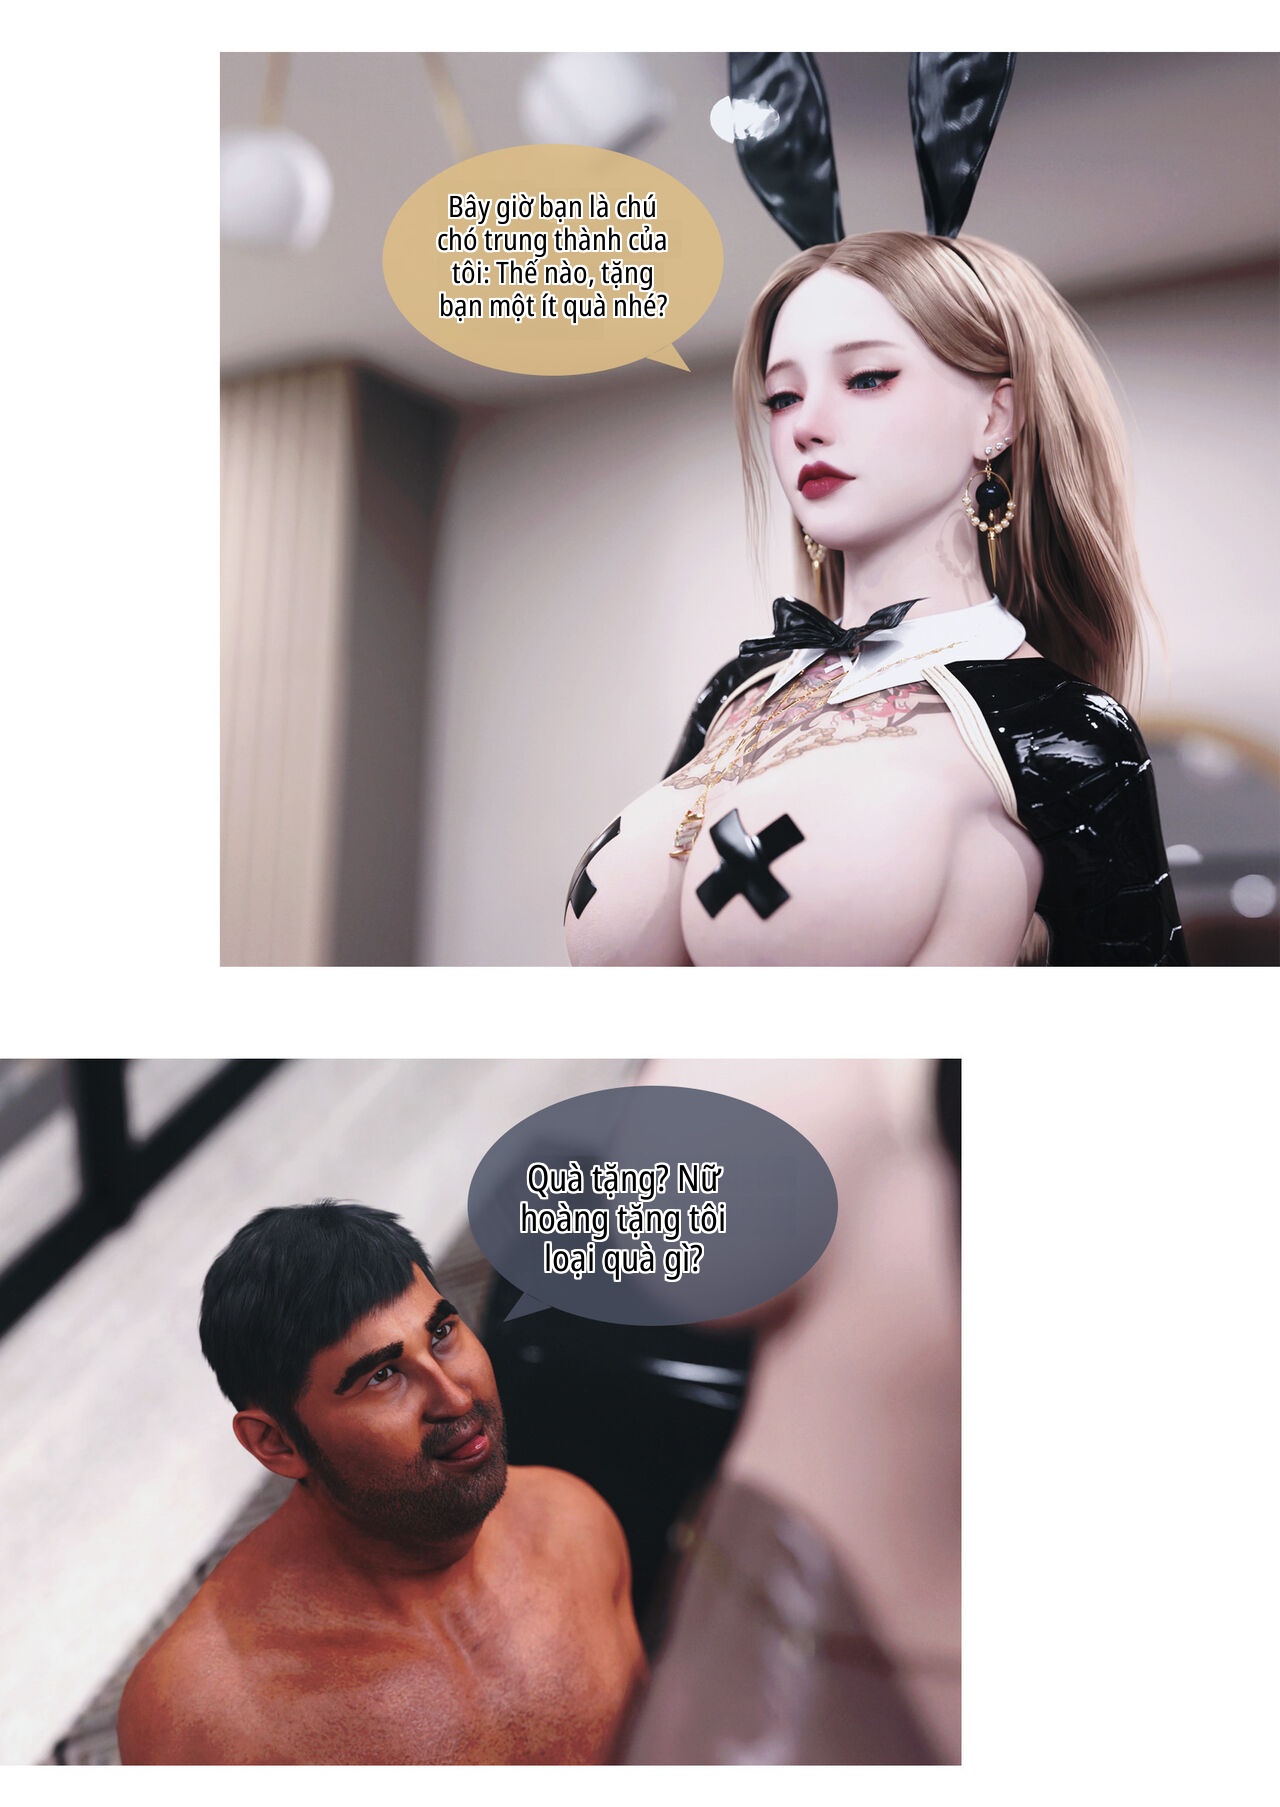 Bây giờ bạn là chú
chó trung thành của
tôi: Thế nào, tặng
bạn một ít quà nhé?
Quà tặng? Nữ
hoàng tặng tôi
loại quà gì?